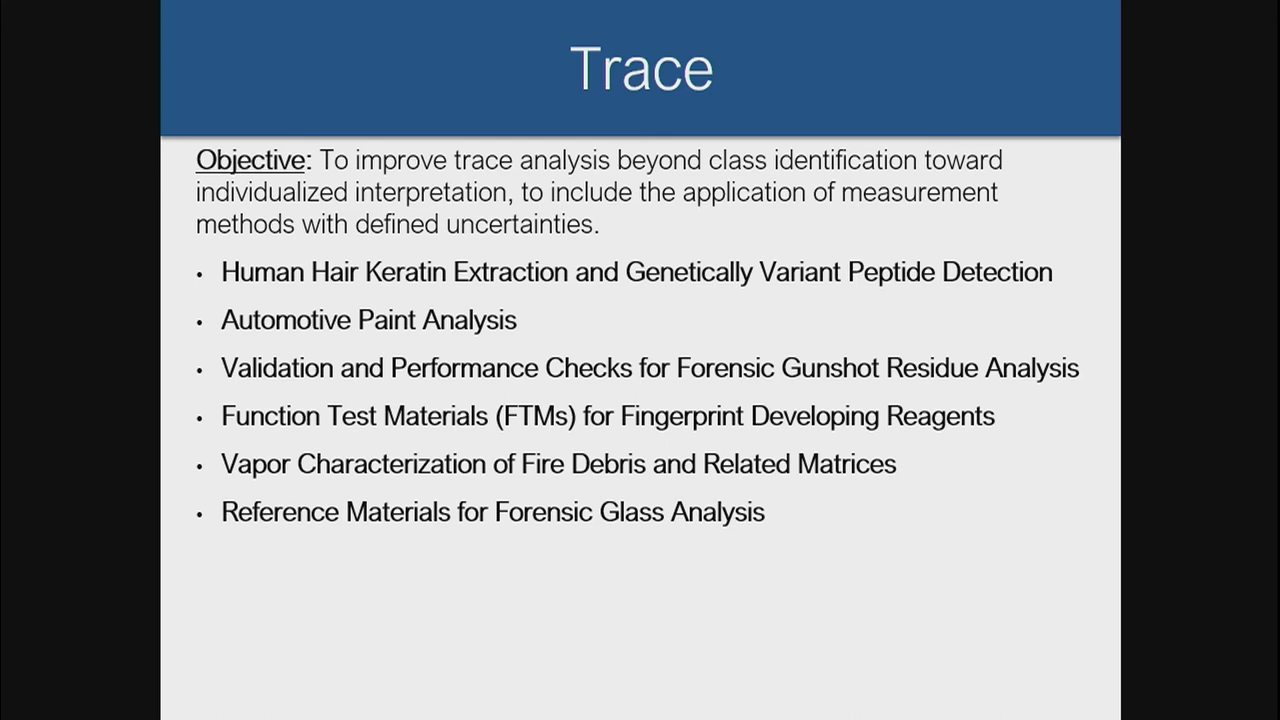 Trace
Objective: To improve trace analysis beyond class identification toward
individualized interpretation, to include the application of measurement
methods with defined uncertainties.
• Human Hair Keratin Extraction and Genetically Variant Peptide Detection
• Automotive Paint Analysis
• Validation and Performance Checks for Forensic Gunshot Residue Analysis
• Function Test Materials (FTMs) for Fingerprint Developing Reagents
• Vapor Characterization of Fire Debris and Related Matrices
• Reference Materials for Forensic Glass Analysis